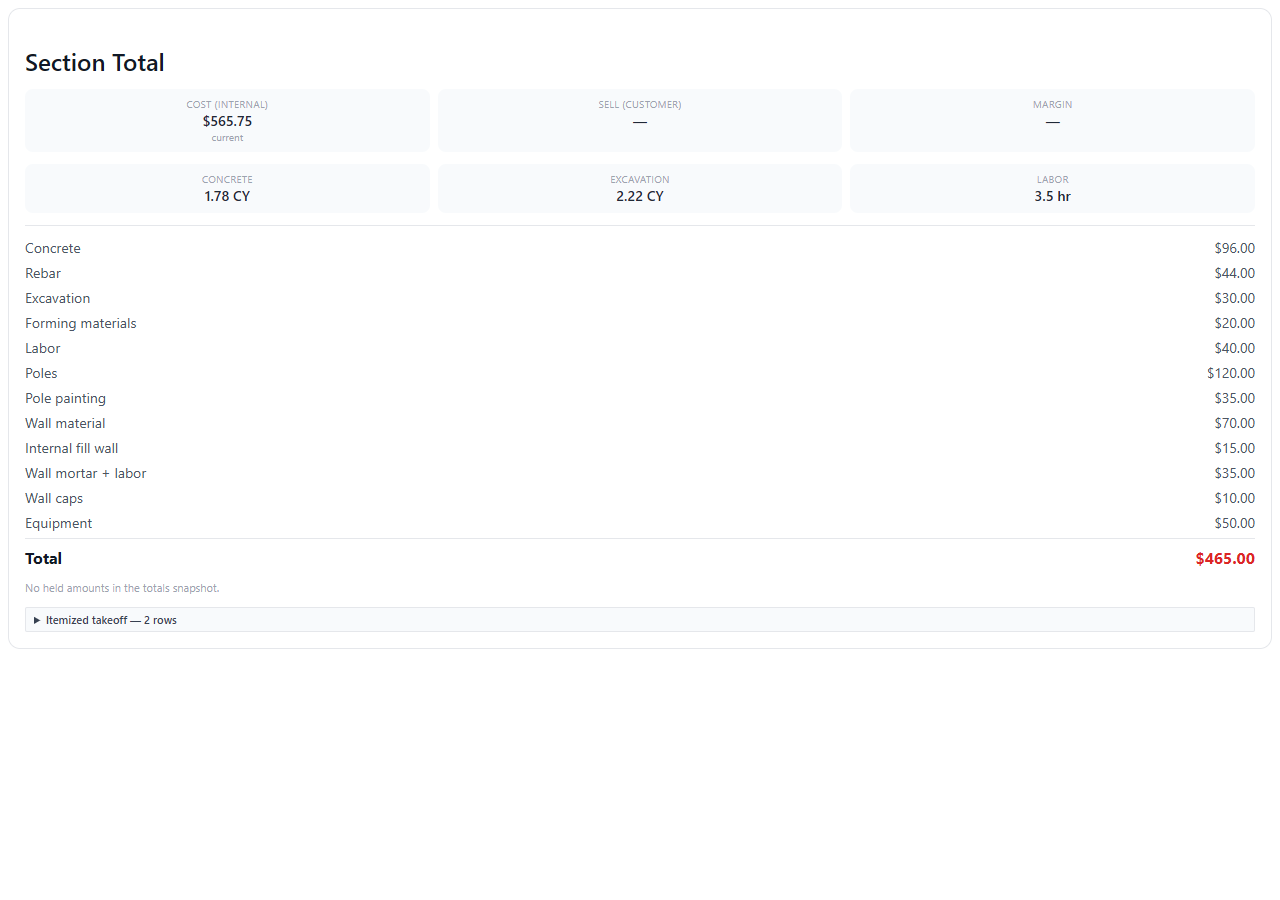 Section Total
COST (INTERNAL)
$565.75
current
SELL (CUSTOMER)
—
MARGIN
—
CONCRETE
1.78 CY
EXCAVATION
2.22 CY
LABOR
3.5 hr
Concrete $96.00
Rebar $44.00
Excavation $30.00
Forming materials $20.00
Labor $40.00
Poles $120.00
Pole painting $35.00
Wall material $70.00
Internal fill wall $15.00
Wall mortar + labor $35.00
Wall caps $10.00
Equipment $50.00
Total $465.00
No held amounts in the totals snapshot.
▶ Itemized takeoff — 2 rows